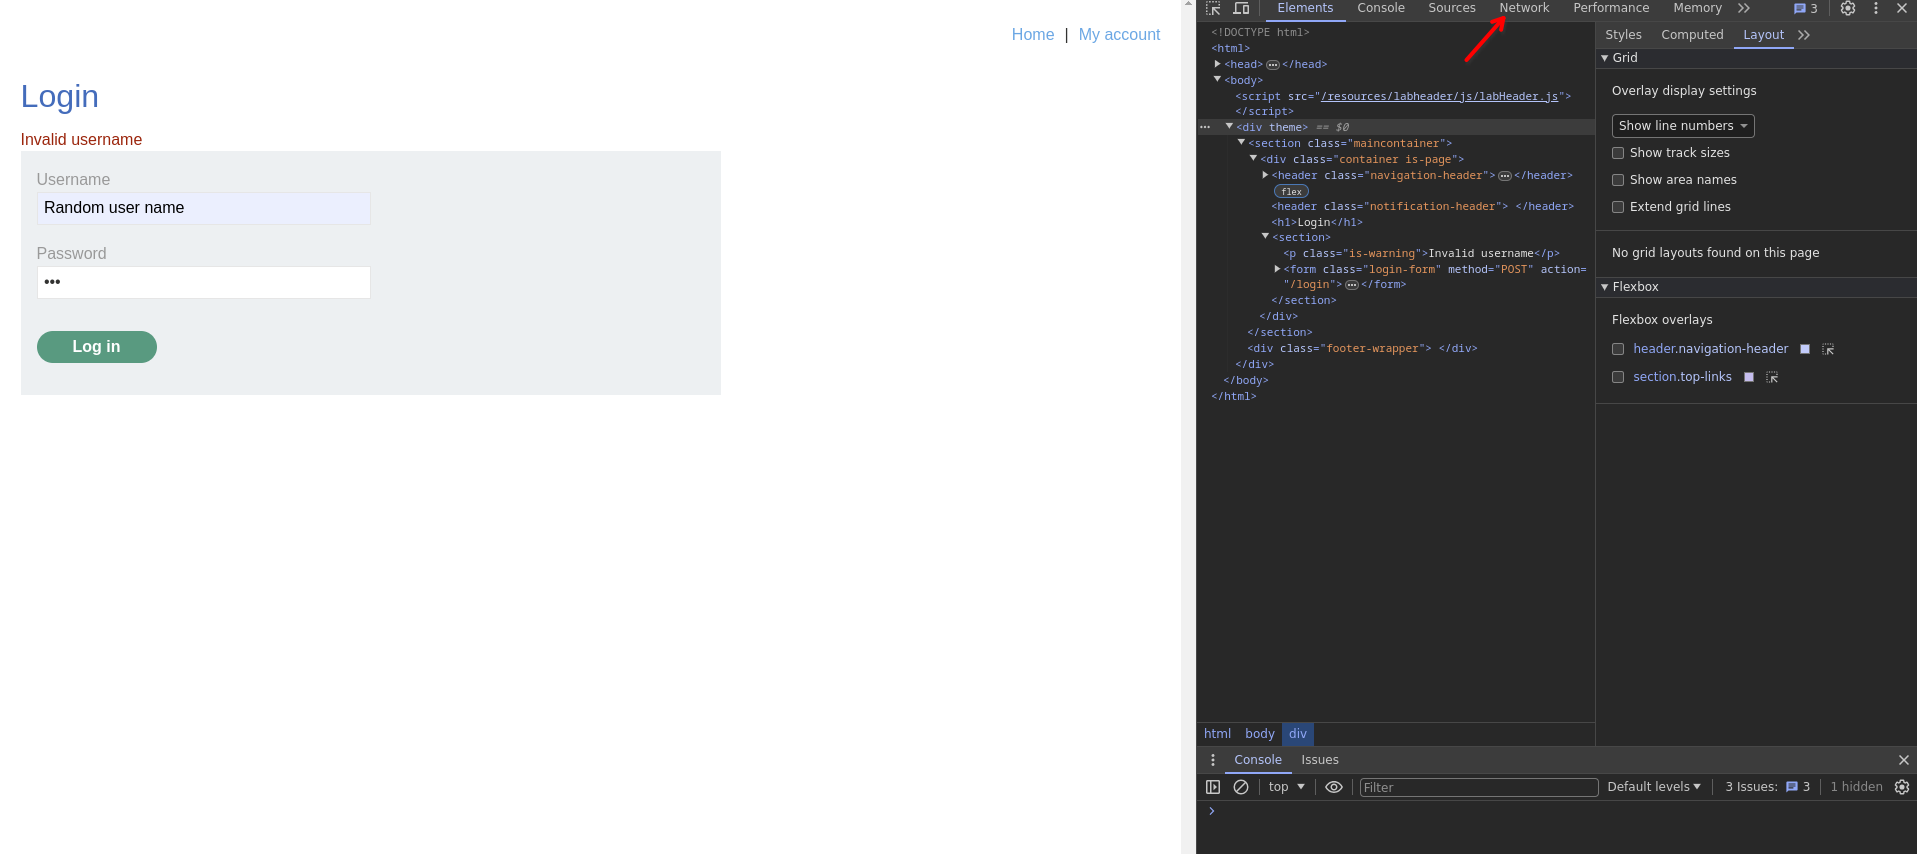 Home | My account
Login
Invalid username
Username
Random user name
Password
•••
Log in
Elements Console Sources Network Performance Memory 3
<!DOCTYPE html>
<html>
<head> ••• </head>
<body>
<script src="/resources/labheader/js/labHeader.js">
</script>
<div theme> == $0
<section class="maincontainer">
<div class="container is-page">
<header class="navigation-header"> ••• </header>
flex
<header class="notification-header"> </header>
<h1>Login</h1>
<section>
<p class="is-warning">Invalid username</p>
<form class="login-form" method="POST" action=
"/login"> ••• </form>
</section>
</div>
</section>
<div class="footer-wrapper"> </div>
</div>
</body>
</html>
html body div
Styles Computed Layout
Grid
Overlay display settings
Show line numbers
Show track sizes
Show area names
Extend grid lines
No grid layouts found on this page
Flexbox
Flexbox overlays
header.navigation-header
section.top-links
Console Issues
top Filter Default levels 3 Issues: 3 1 hidden